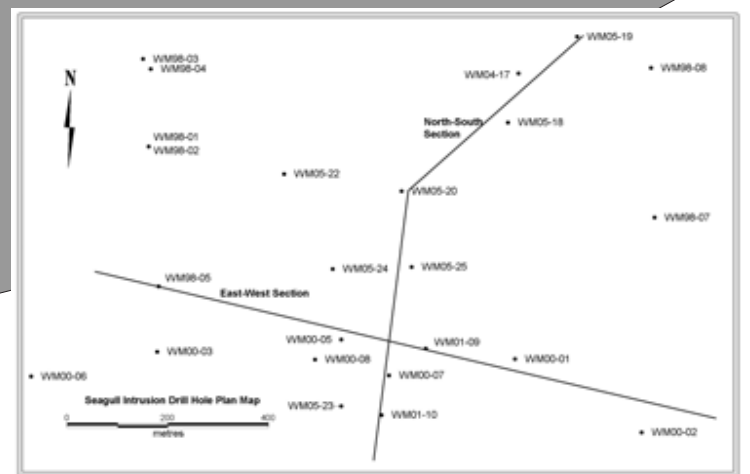 WM05-19
WM98-03
WM98-04
WM04-17
WM98-08
N
North-South
Section
WM05-18
WM98-01
WM98-02
WM05-22
WM05-20
WM98-07
WM05-24
WM05-25
WM98-05
East-West Section
WM00-05
WM01-09
WM00-03
WM00-08
WM00-01
WM00-06
WM00-07
Seagull Intrusion Drill Hole Plan Map
WM05-23
0 200 400
metres
WM01-10
WM00-02